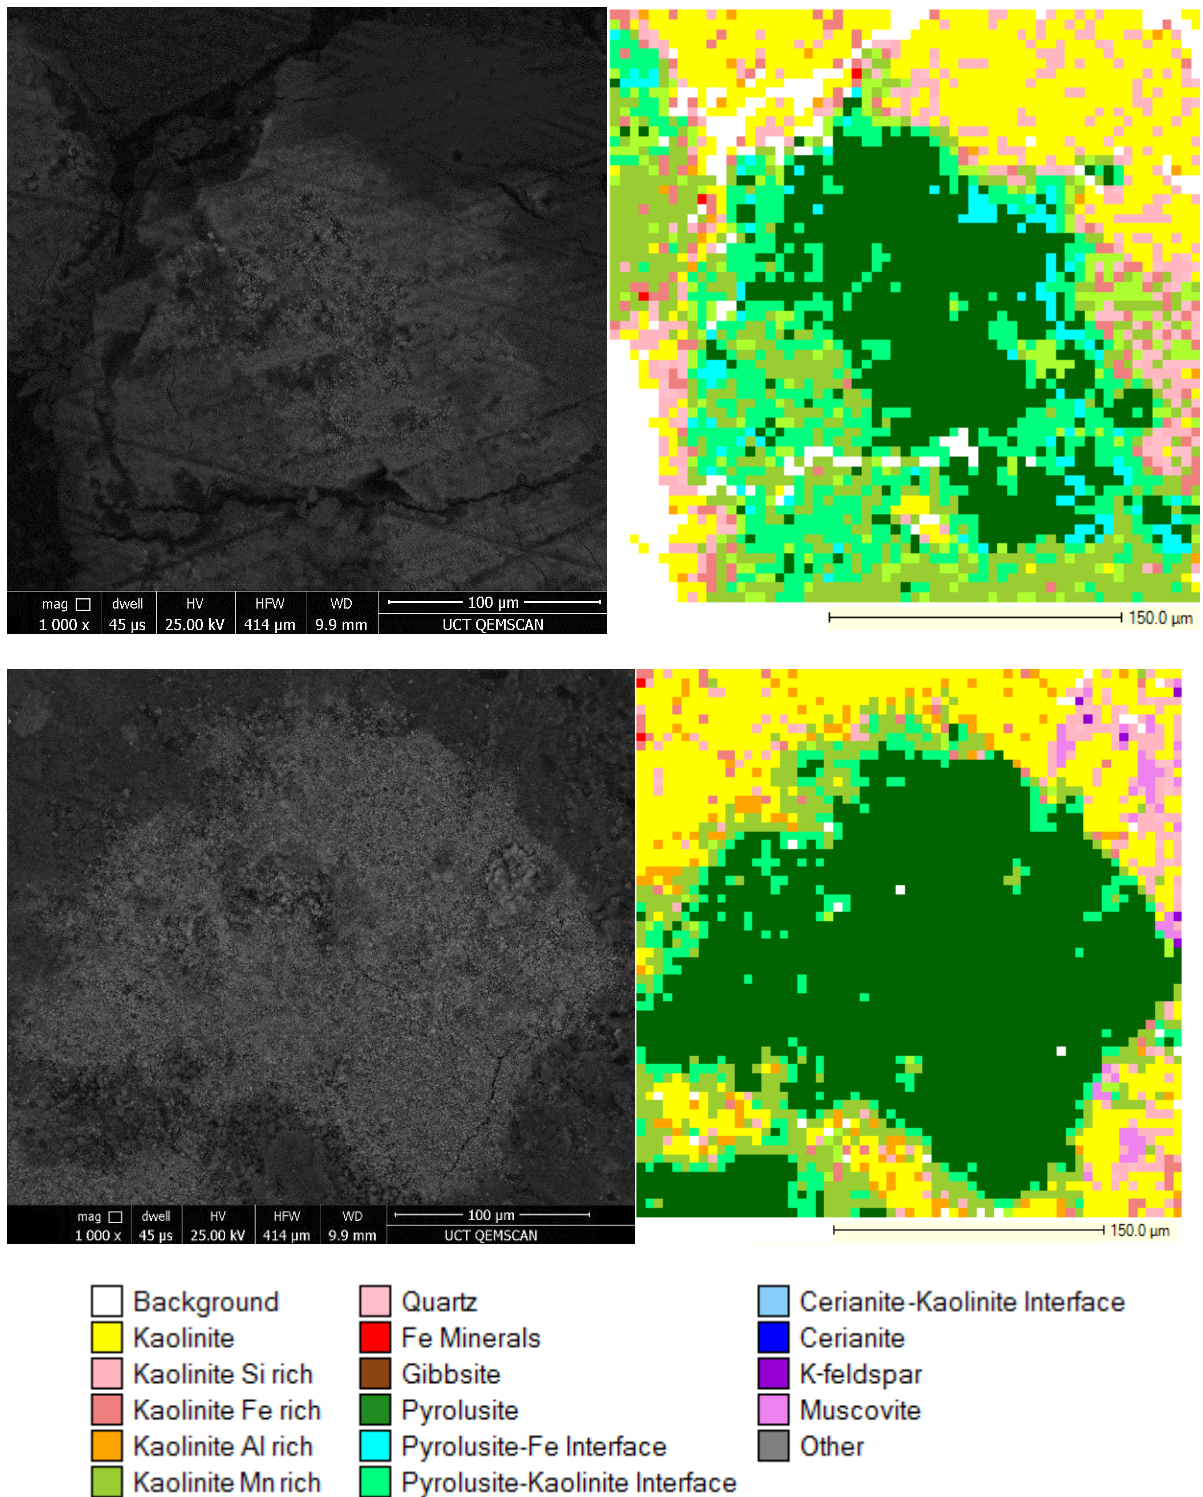 mag dwell HV HFW WD 100 µm
1 000 x 45 µs 25.00 kV 414 µm 9.9 mm UCT QEMSCAN
150.0 µm
mag dwell HV HFW WD 100 µm
1 000 x 45 µs 25.00 kV 414 µm 9.9 mm UCT QEMSCAN
150.0 µm
Background
Kaolinite
Kaolinite Si rich
Kaolinite Fe rich
Kaolinite Al rich
Kaolinite Mn rich
Quartz
Fe Minerals
Gibbsite
Pyrolusite
Pyrolusite-Fe Interface
Pyrolusite-Kaolinite Interface
Cerianite-Kaolinite Interface
Cerianite
K-feldspar
Muscovite
Other